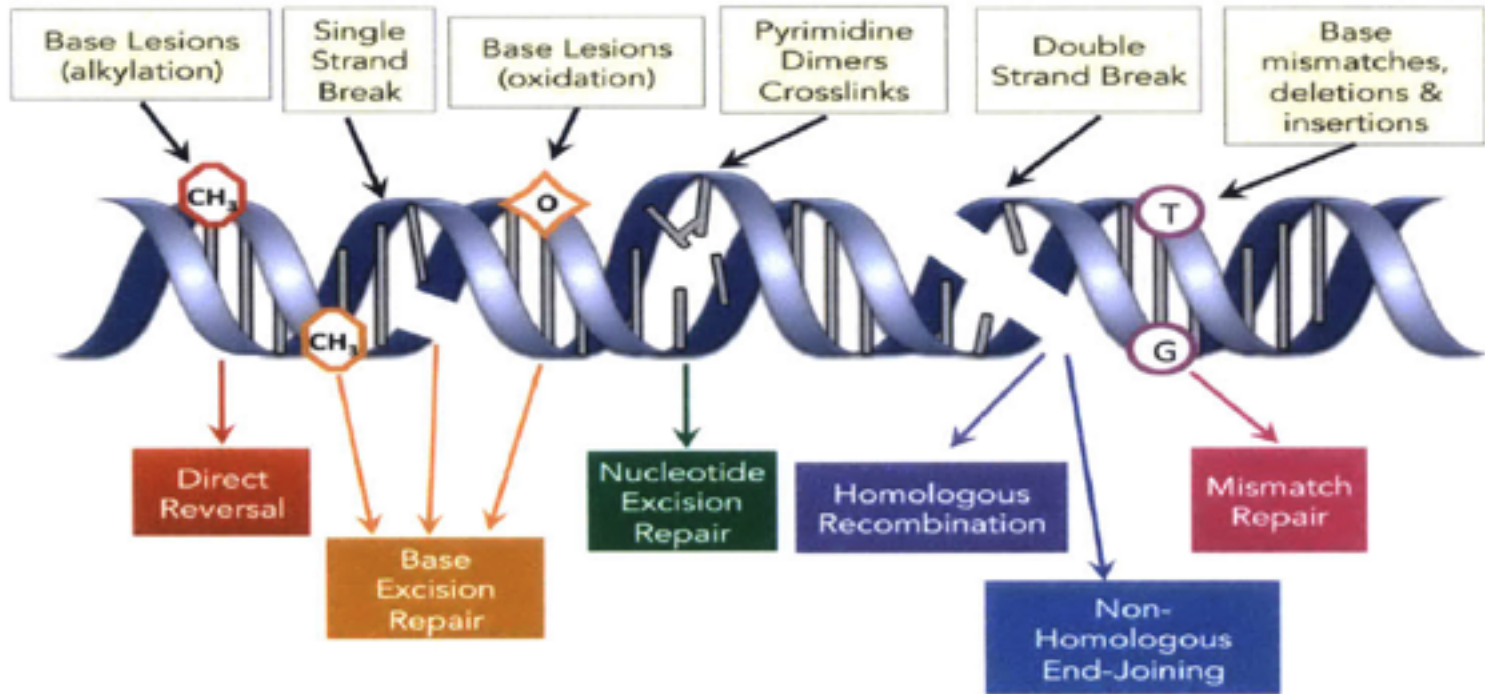 Base Lesions
(alkylation)
Single
Strand
Break
Base Lesions
(oxidation)
Pyrimidine
Dimers
Crosslinks
Double
Strand Break
Base
mismatches,
deletions &
insertions
CH₃
O
T
CH₃
G
Direct
Reversal
Base
Excision
Repair
Nucleotide
Excision
Repair
Homologous
Recombination
Non-
Homologous
End-Joining
Mismatch
Repair